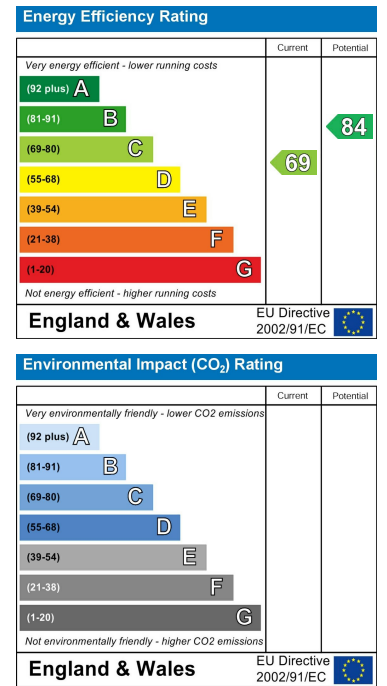 Energy Efficiency Rating
Current Potential
Very energy efficient - lower running costs
(92 plus) A
(81-91) B
(69-80) C
(55-68) D
(39-54) E
(21-38) F
(1-20) G
69
84
Not energy efficient - higher running costs
England & Wales
EU Directive
2002/91/EC
Environmental Impact (CO₂) Rating
Current Potential
Very environmentally friendly - lower CO2 emissions
(92 plus) A
(81-91) B
(69-80) C
(55-68) D
(39-54) E
(21-38) F
(1-20) G
Not environmentally friendly - higher CO2 emissions
England & Wales
EU Directive
2002/91/EC